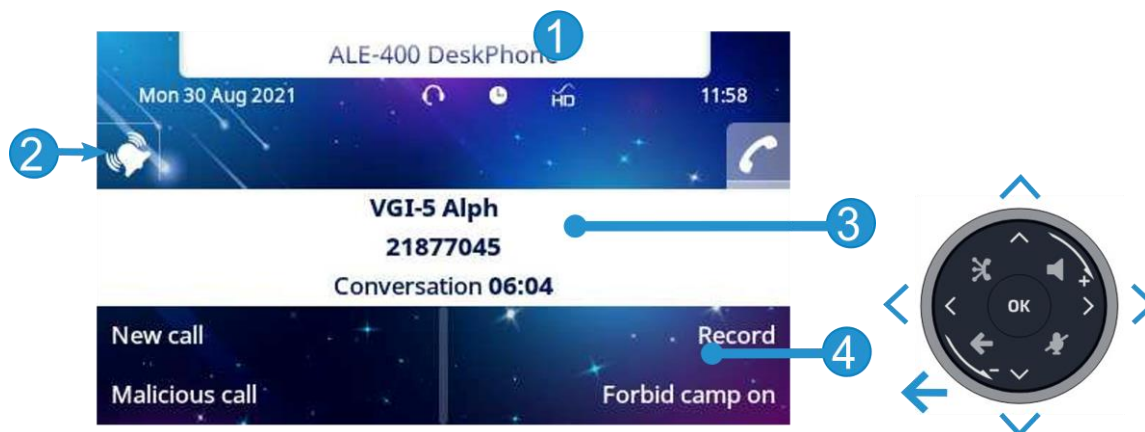 1
ALE-400 DeskPhone
Mon 30 Aug 2021 HD 11:58
2
VGI-5 Alph
21877045
3
Conversation 06:04
New call Record
4
Malicious call Forbid camp on
+
OK
-